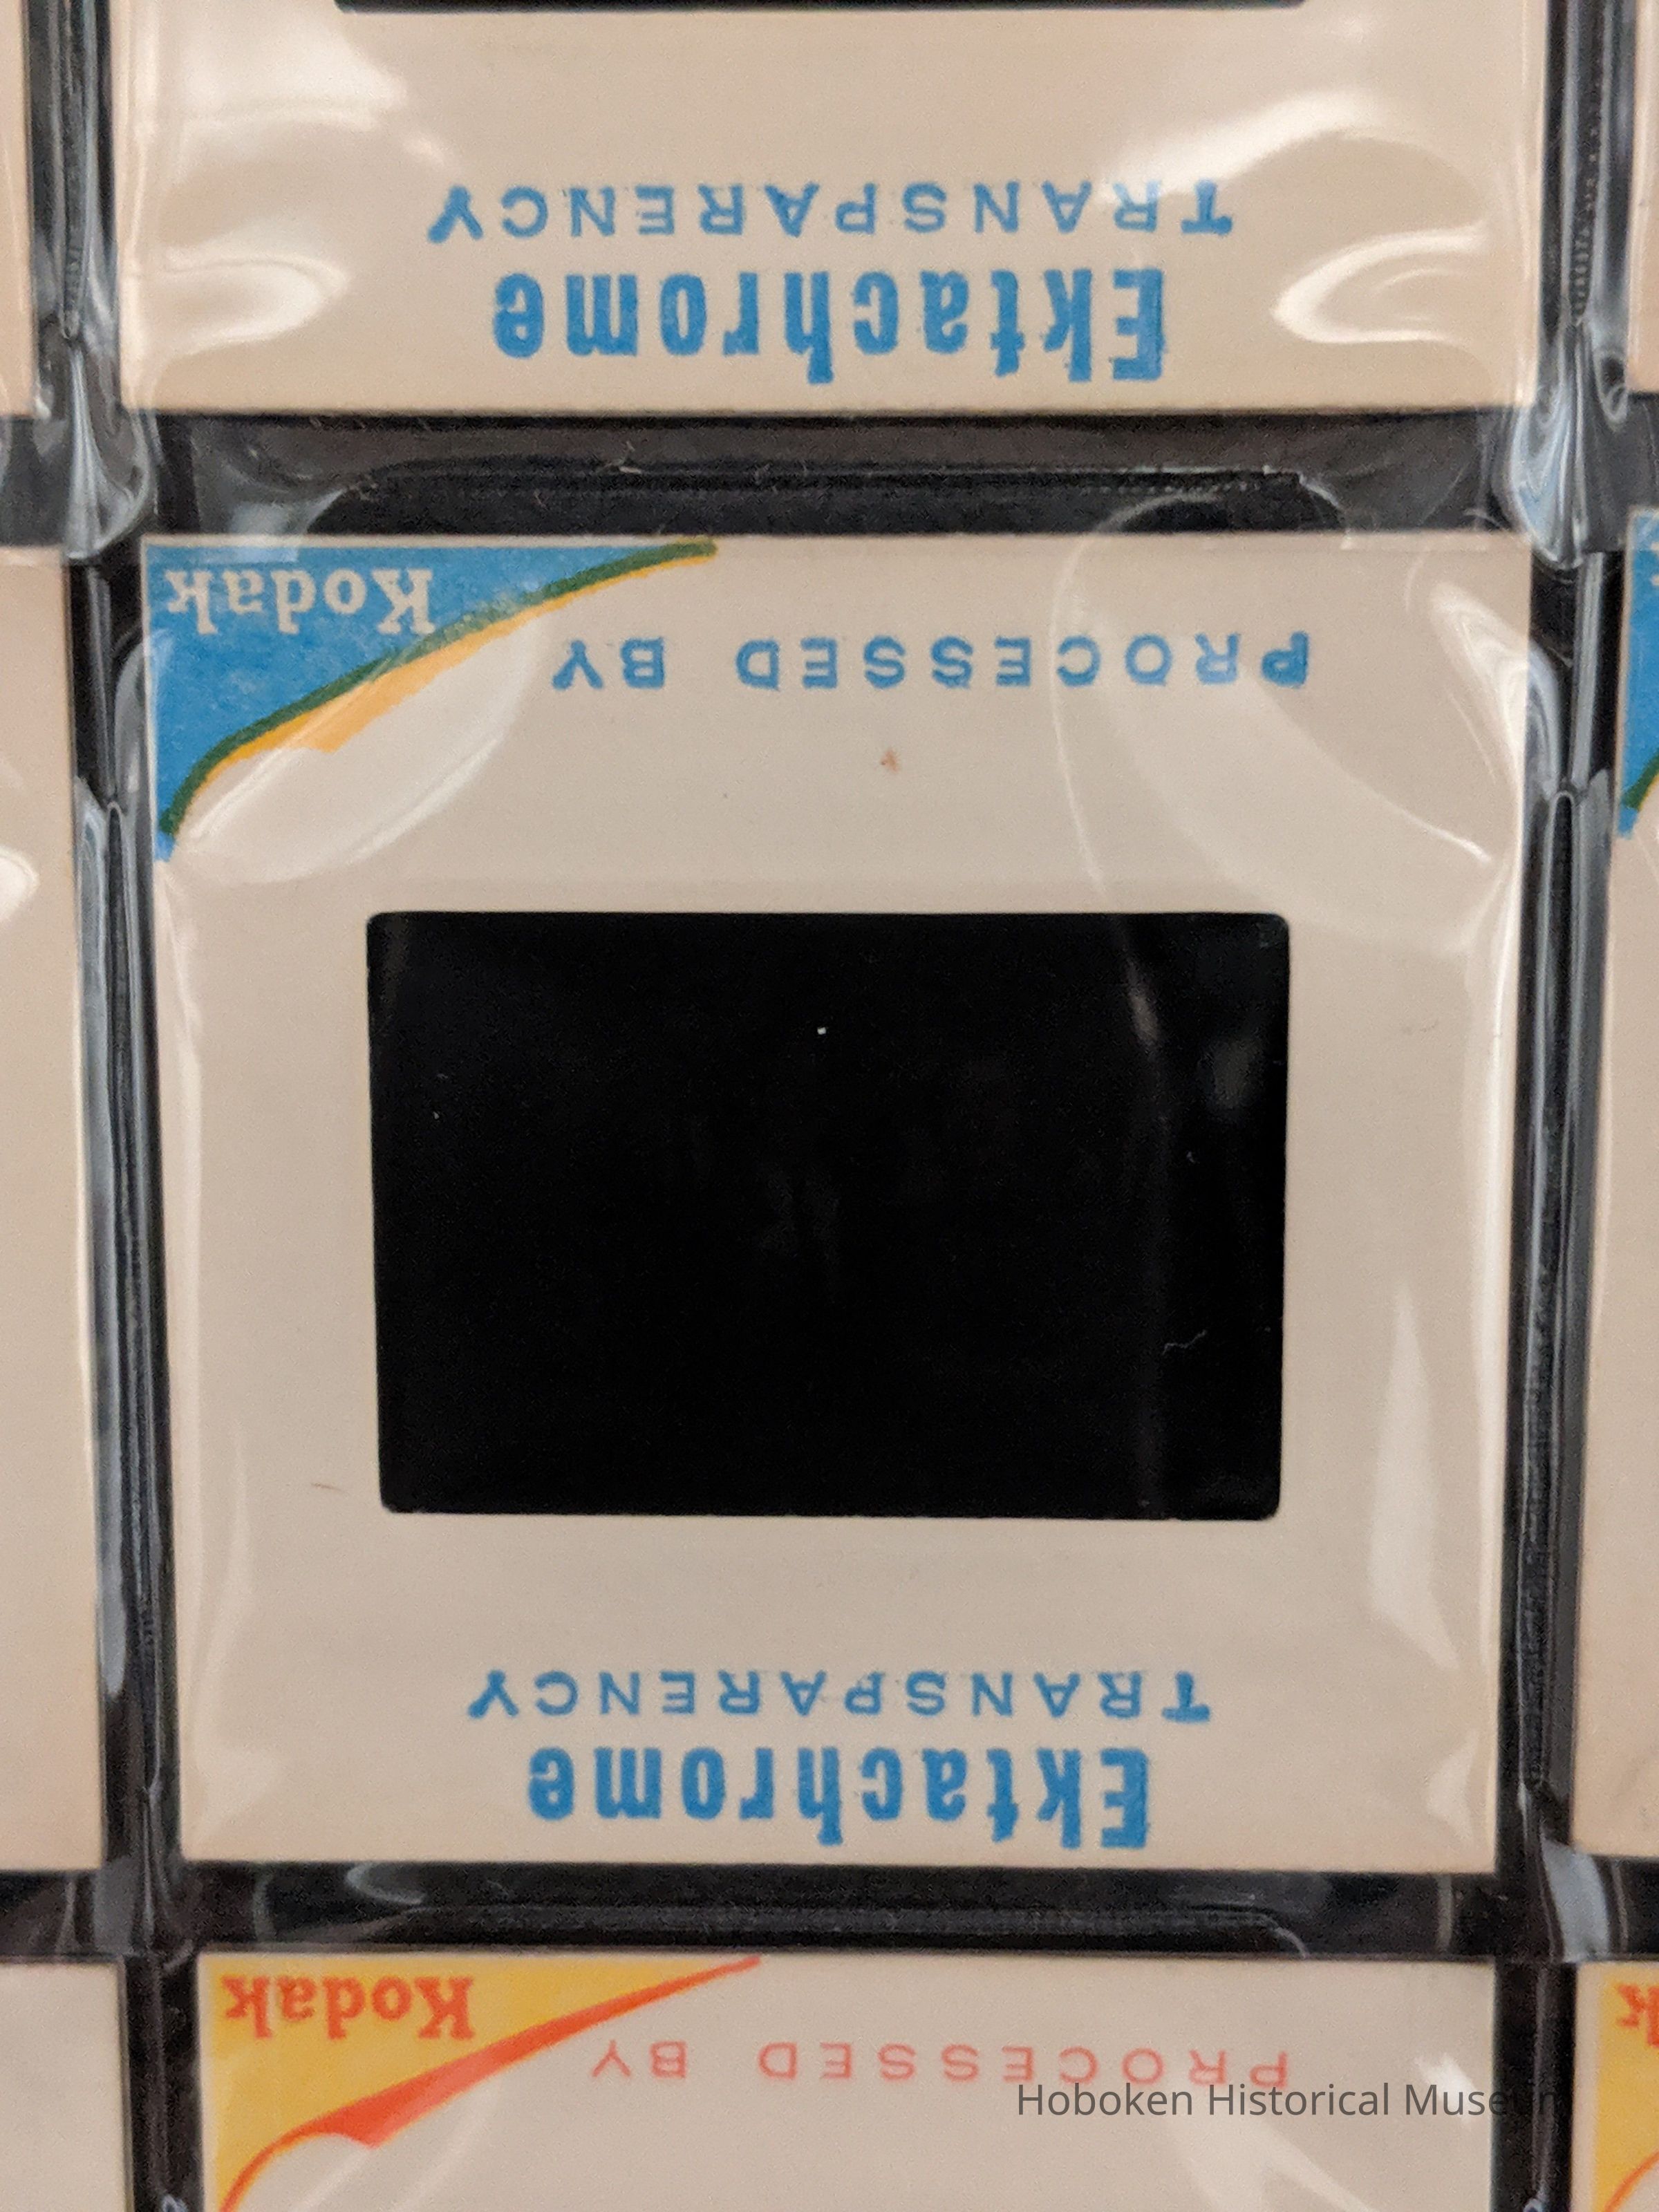 Ektachrome
TRANSPARENCY
Kodak
PROCESSED BY
Ektachrome
TRANSPARENCY
Kodak
PROCESSED BY
k
Hoboken Historical Museum